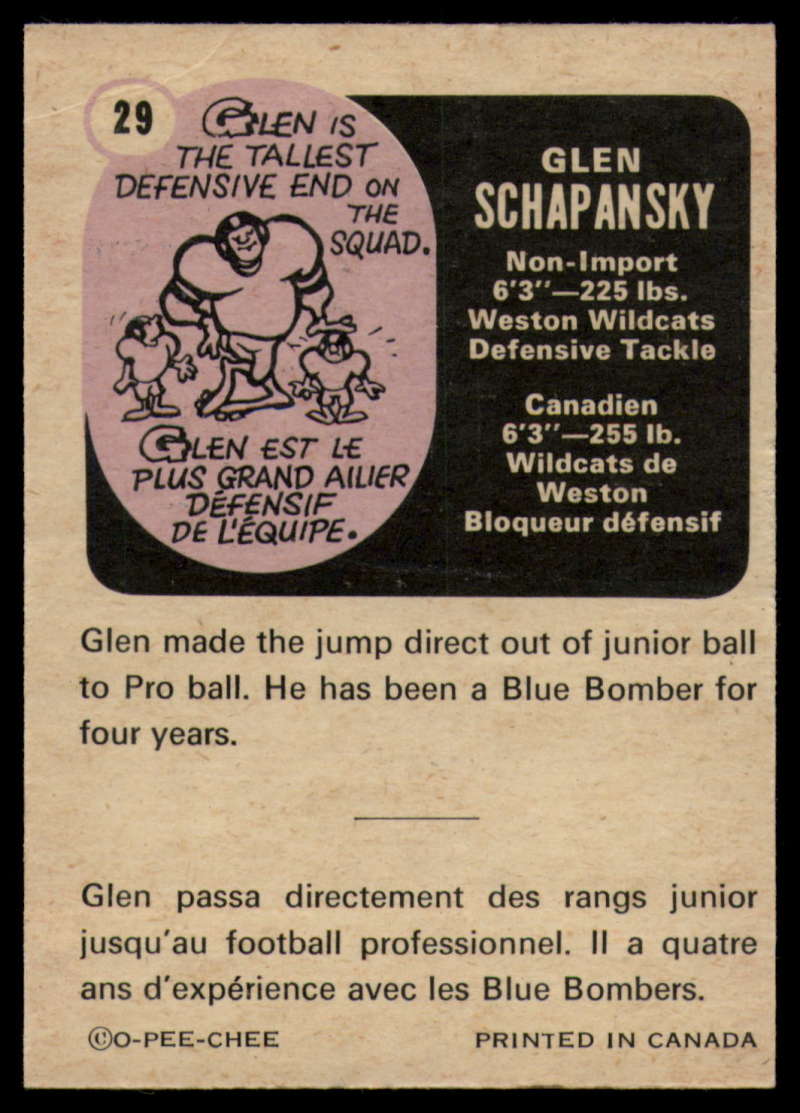 29
GLEN IS
THE TALLEST
DEFENSIVE END ON
THE
SQUAD.
GLEN EST LE
PLUS GRAND AILIER
DÉFENSIF
DE L'ÉQUIPE.
GLEN
SCHAPANSKY
Non-Import
6'3"—225 lbs.
Weston Wildcats
Defensive Tackle
Canadien
6'3"—255 lb.
Wildcats de
Weston
Bloqueur défensif
Glen made the jump direct out of junior ball
to Pro ball. He has been a Blue Bomber for
four years.
Glen passa directement des rangs junior
jusqu'au football professionnel. Il a quatre
ans d'expérience avec les Blue Bombers.
©O-PEE-CHEE
PRINTED IN CANADA